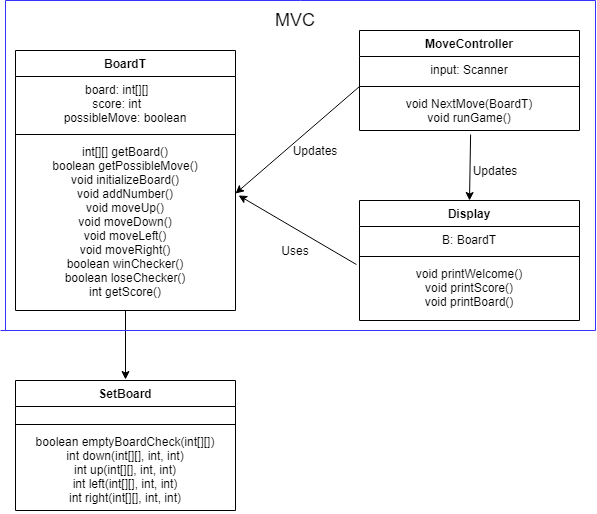 MVC
BoardT
board: int[][]
score: int
possibleMove: boolean
int[][] getBoard()
boolean getPossibleMove()
void initializeBoard()
void addNumber()
void moveUp()
void moveDown()
void moveLeft()
void moveRight()
boolean winChecker()
boolean loseChecker()
int getScore()
MoveController
input: Scanner
void NextMove(BoardT)
void runGame()
Updates
Updates
Uses
Display
B: BoardT
void printWelcome()
void printScore()
void printBoard()
SetBoard
boolean emptyBoardCheck(int[][])
int down(int[][], int, int)
int up(int[][], int, int)
int left(int[][], int, int)
int right(int[][], int, int)